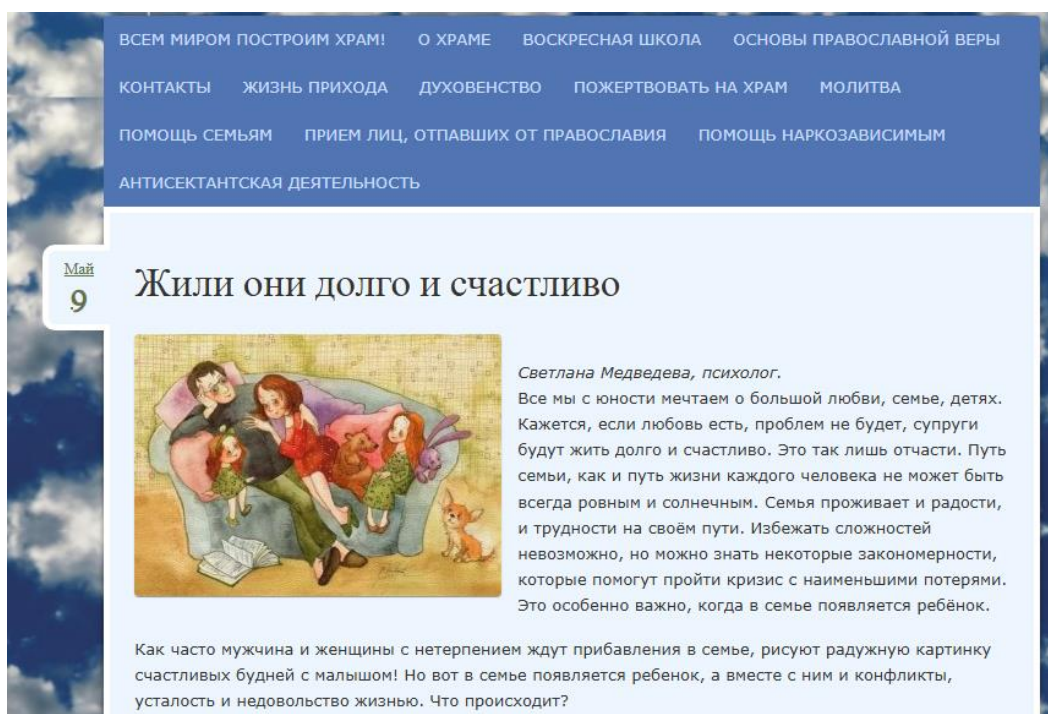 ВСЕМ МИРОМ ПОСТРОИМ ХРАМ! О ХРАМЕ ВОСКРЕСНАЯ ШКОЛА ОСНОВЫ ПРАВОСЛАВНОЙ ВЕРЫ
КОНТАКТЫ ЖИЗНЬ ПРИХОДА ДУХОВЕНСТВО ПОЖЕРТВОВАТЬ НА ХРАМ МОЛИТВА
ПОМОЩЬ СЕМЬЯМ ПРИЕМ ЛИЦ, ОТПАВШИХ ОТ ПРАВОСЛАВИЯ ПОМОЩЬ НАРКОЗАВИСИМЫМ
АНТИСЕКТАНТСКАЯ ДЕЯТЕЛЬНОСТЬ
Май
9
Жили они долго и счастливо
Светлана Медведева, психолог.
Все мы с юности мечтаем о большой любви, семье, детях.
Кажется, если любовь есть, проблем не будет, супруги
будут жить долго и счастливо. Это так лишь отчасти. Путь
семьи, как и путь жизни каждого человека не может быть
всегда ровным и солнечным. Семья проживает и радости,
и трудности на своём пути. Избежать сложностей
невозможно, но можно знать некоторые закономерности,
которые помогут пройти кризис с наименьшими потерями.
Это особенно важно, когда в семье появляется ребёнок.
Как часто мужчина и женщины с нетерпением ждут прибавления в семье, рисуют радужную картинку
счастливых будней с малышом! Но вот в семье появляется ребенок, а вместе с ним и конфликты,
усталость и недовольство жизнью. Что происходит?